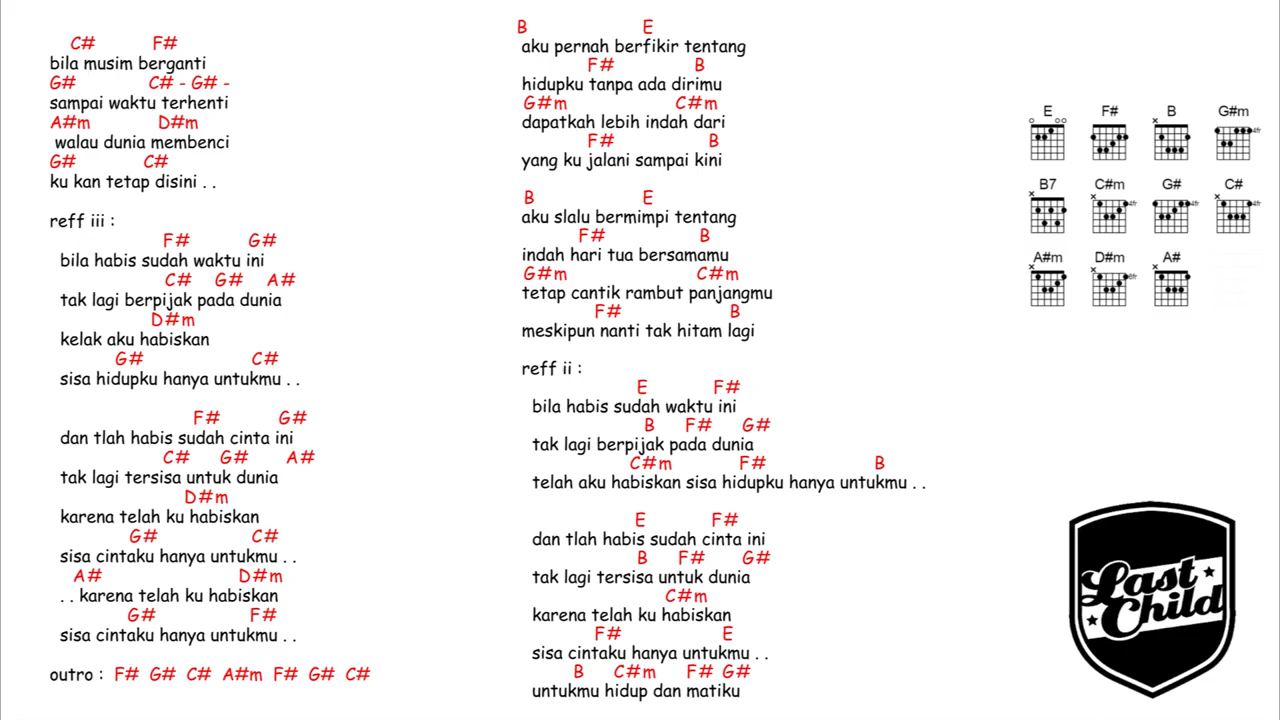 C# F#
bila musim berganti
G# C# - G# -
sampai waktu terhenti
A#m D#m
walau dunia membenci
G# C#
ku kan tetap disini . .
reff iii :
F# G#
bila habis sudah waktu ini
C# G# A#
tak lagi berpijak pada dunia
D#m
kelak aku habiskan
G# C#
sisa hidupku hanya untukmu . .
F# G#
dan tlah habis sudah cinta ini
C# G# A#
tak lagi tersisa untuk dunia
D#m
karena telah ku habiskan
G# C#
sisa cintaku hanya untukmu . .
A# D#m
. . karena telah ku habiskan
G# F#
sisa cintaku hanya untukmu . .
outro : F# G# C# A#m F# G# C#
B E
aku pernah berfikir tentang
F# B
hidupku tanpa ada dirimu
G#m C#m
dapatkah lebih indah dari
F# B
yang ku jalani sampai kini
B E
aku slalu bermimpi tentang
F# B
indah hari tua bersamamu
G#m C#m
tetap cantik rambut panjangmu
F# B
meskipun nanti tak hitam lagi
reff ii :
E F#
bila habis sudah waktu ini
B F# G#
tak lagi berpijak pada dunia
C#m F# B
telah aku habiskan sisa hidupku hanya untukmu . .
E F#
dan tlah habis sudah cinta ini
B F# G#
tak lagi tersisa untuk dunia
C#m
karena telah ku habiskan
F# E
sisa cintaku hanya untukmu . .
B C#m F# G#
untukmu hidup dan matiku
E F# B G#m
4fr
B7 C#m G# C#
4fr 4fr 4fr
A#m D#m A#
6fr
Last
Child